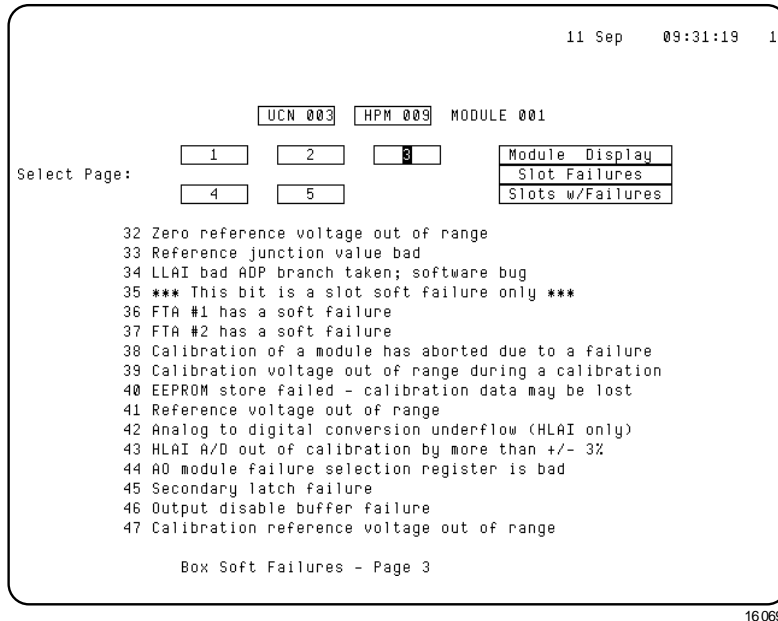 11 Sep 09:31:19 1
UCN 003 HPM 009 MODULE 001
1 2 3 Module Display
Select Page: Slot Failures
4 5 Slots w/Failures
32 Zero reference voltage out of range
33 Reference junction value bad
34 LLAI bad ADP branch taken; software bug
35 *** This bit is a slot soft failure only ***
36 FTA #1 has a soft failure
37 FTA #2 has a soft failure
38 Calibration of a module has aborted due to a failure
39 Calibration voltage out of range during a calibration
40 EEPROM store failed - calibration data may be lost
41 Reference voltage out of range
42 Analog to digital conversion underflow (HLAI only)
43 HLAI A/D out of calibration by more than +/- 3%
44 AO module failure selection register is bad
45 Secondary latch failure
46 Output disable buffer failure
47 Calibration reference voltage out of range
Box Soft Failures - Page 3
16069